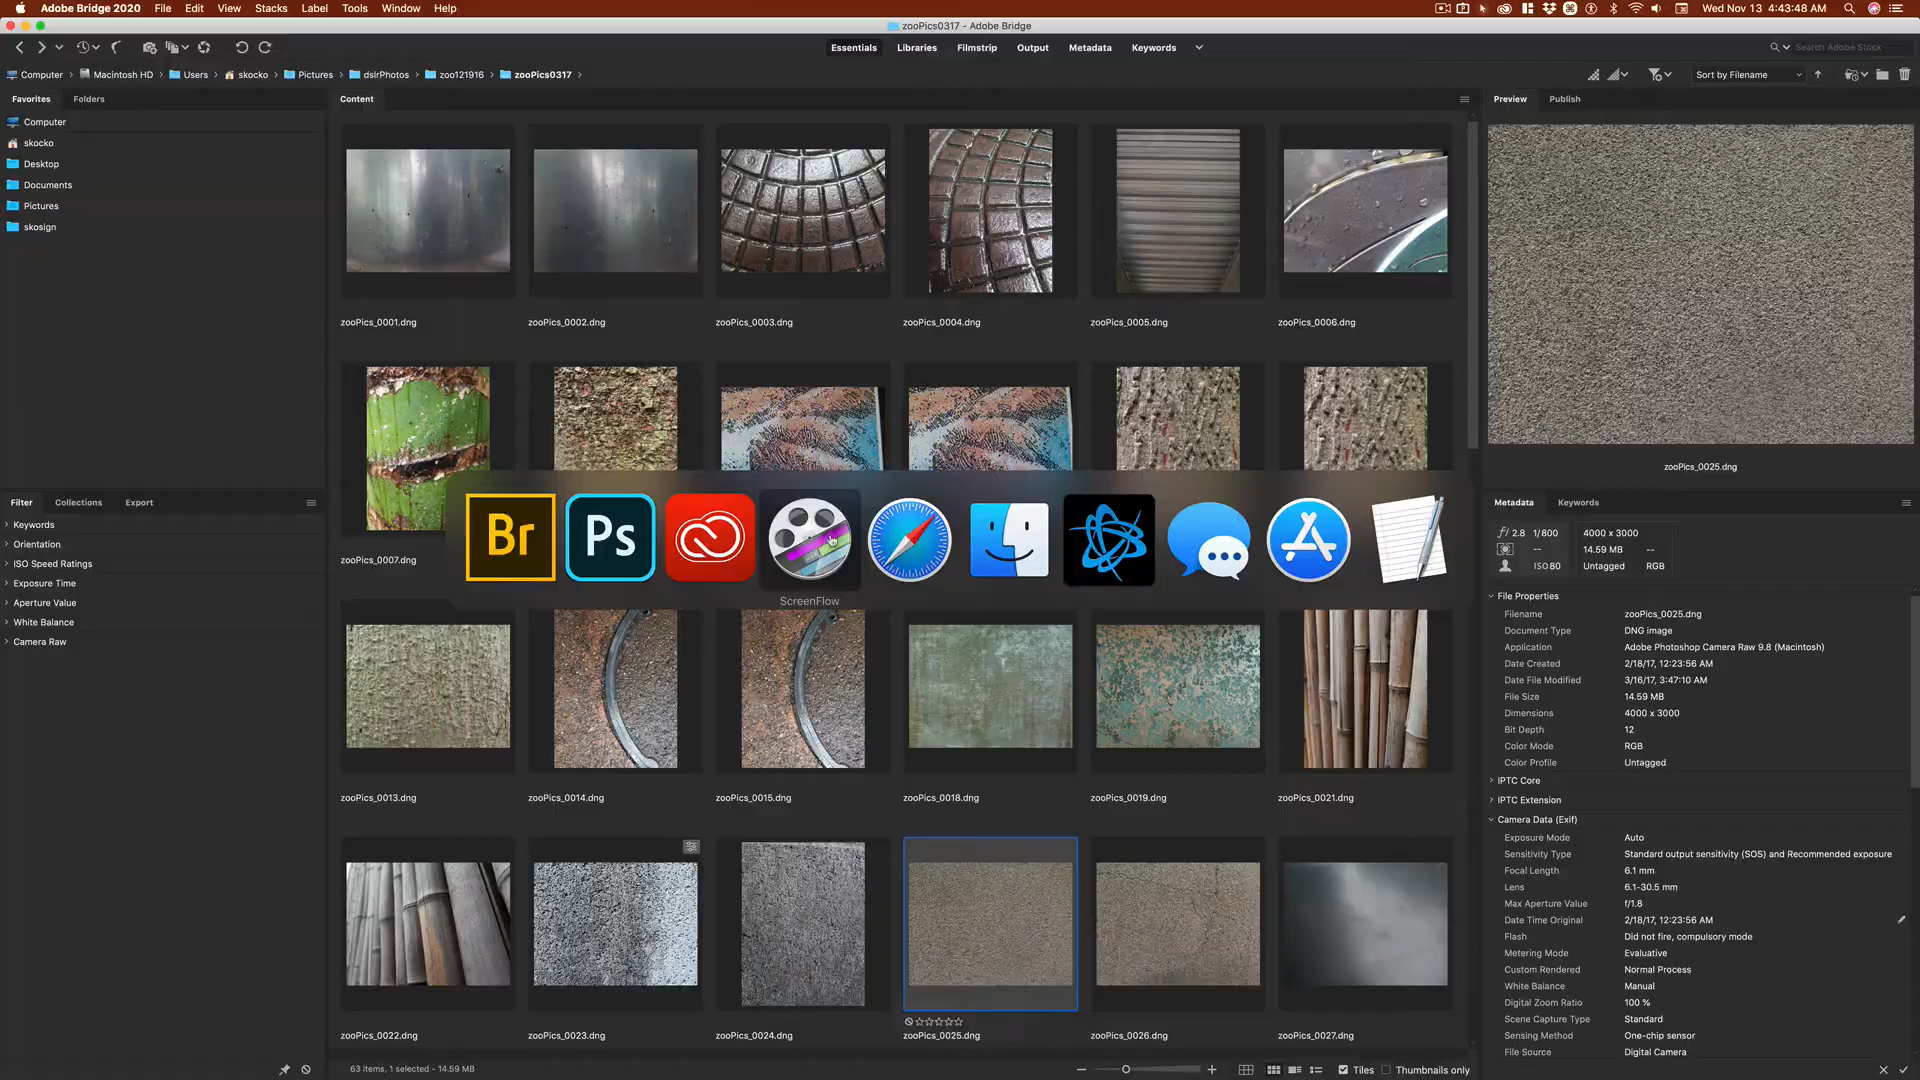 Adobe Bridge 2020 File Edit View Stacks Label Tools Window Help Wed Nov 13 4:43:48 AM
zooPics0317 - Adobe Bridge
Essentials Libraries Filmstrip Output Metadata Keywords Search Adobe Stock
Computer Macintosh HD Users skocko Pictures dslrPhotos zoo121916 zooPics0317 Sort by Filename
Favorites Folders
Computer
skocko
Desktop
Documents
Pictures
skosign
Filter Collections Export
Keywords
Orientation
ISO Speed Ratings
Exposure Time
Aperture Value
White Balance
Camera Raw
Content
zooPics_0001.dng zooPics_0002.dng zooPics_0003.dng zooPics_0004.dng zooPics_0005.dng zooPics_0006.dng
zooPics_0007.dng
Br Ps
ScreenFlow
zooPics_0013.dng zooPics_0014.dng zooPics_0015.dng zooPics_0018.dng zooPics_0019.dng zooPics_0021.dng
zooPics_0022.dng zooPics_0023.dng zooPics_0024.dng zooPics_0025.dng zooPics_0026.dng zooPics_0027.dng
63 items, 1 selected - 14.59 MB Tiles Thumbnails only
Preview Publish
zooPics_0025.dng
Metadata Keywords
f/ 2.8 1/800 4000 x 3000
-- 14.59 MB --
ISO80 Untagged RGB
File Properties
Filename zooPics_0025.dng
Document Type DNG image
Application Adobe Photoshop Camera Raw 9.8 (Macintosh)
Date Created 2/18/17, 12:23:56 AM
Date File Modified 3/16/17, 3:47:10 AM
File Size 14.59 MB
Dimensions 4000 x 3000
Bit Depth 12
Color Mode RGB
Color Profile Untagged
IPTC Core
IPTC Extension
Camera Data (Exif)
Exposure Mode Auto
Sensitivity Type Standard output sensitivity (SOS) and Recommended exposure
Focal Length 6.1 mm
Lens 6.1-30.5 mm
Max Aperture Value f/1.8
Date Time Original 2/18/17, 12:23:56 AM
Flash Did not fire, compulsory mode
Metering Mode Evaluative
Custom Rendered Normal Process
White Balance Manual
Digital Zoom Ratio 100 %
Scene Capture Type Standard
Sensing Method One-chip sensor
File Source Digital Camera